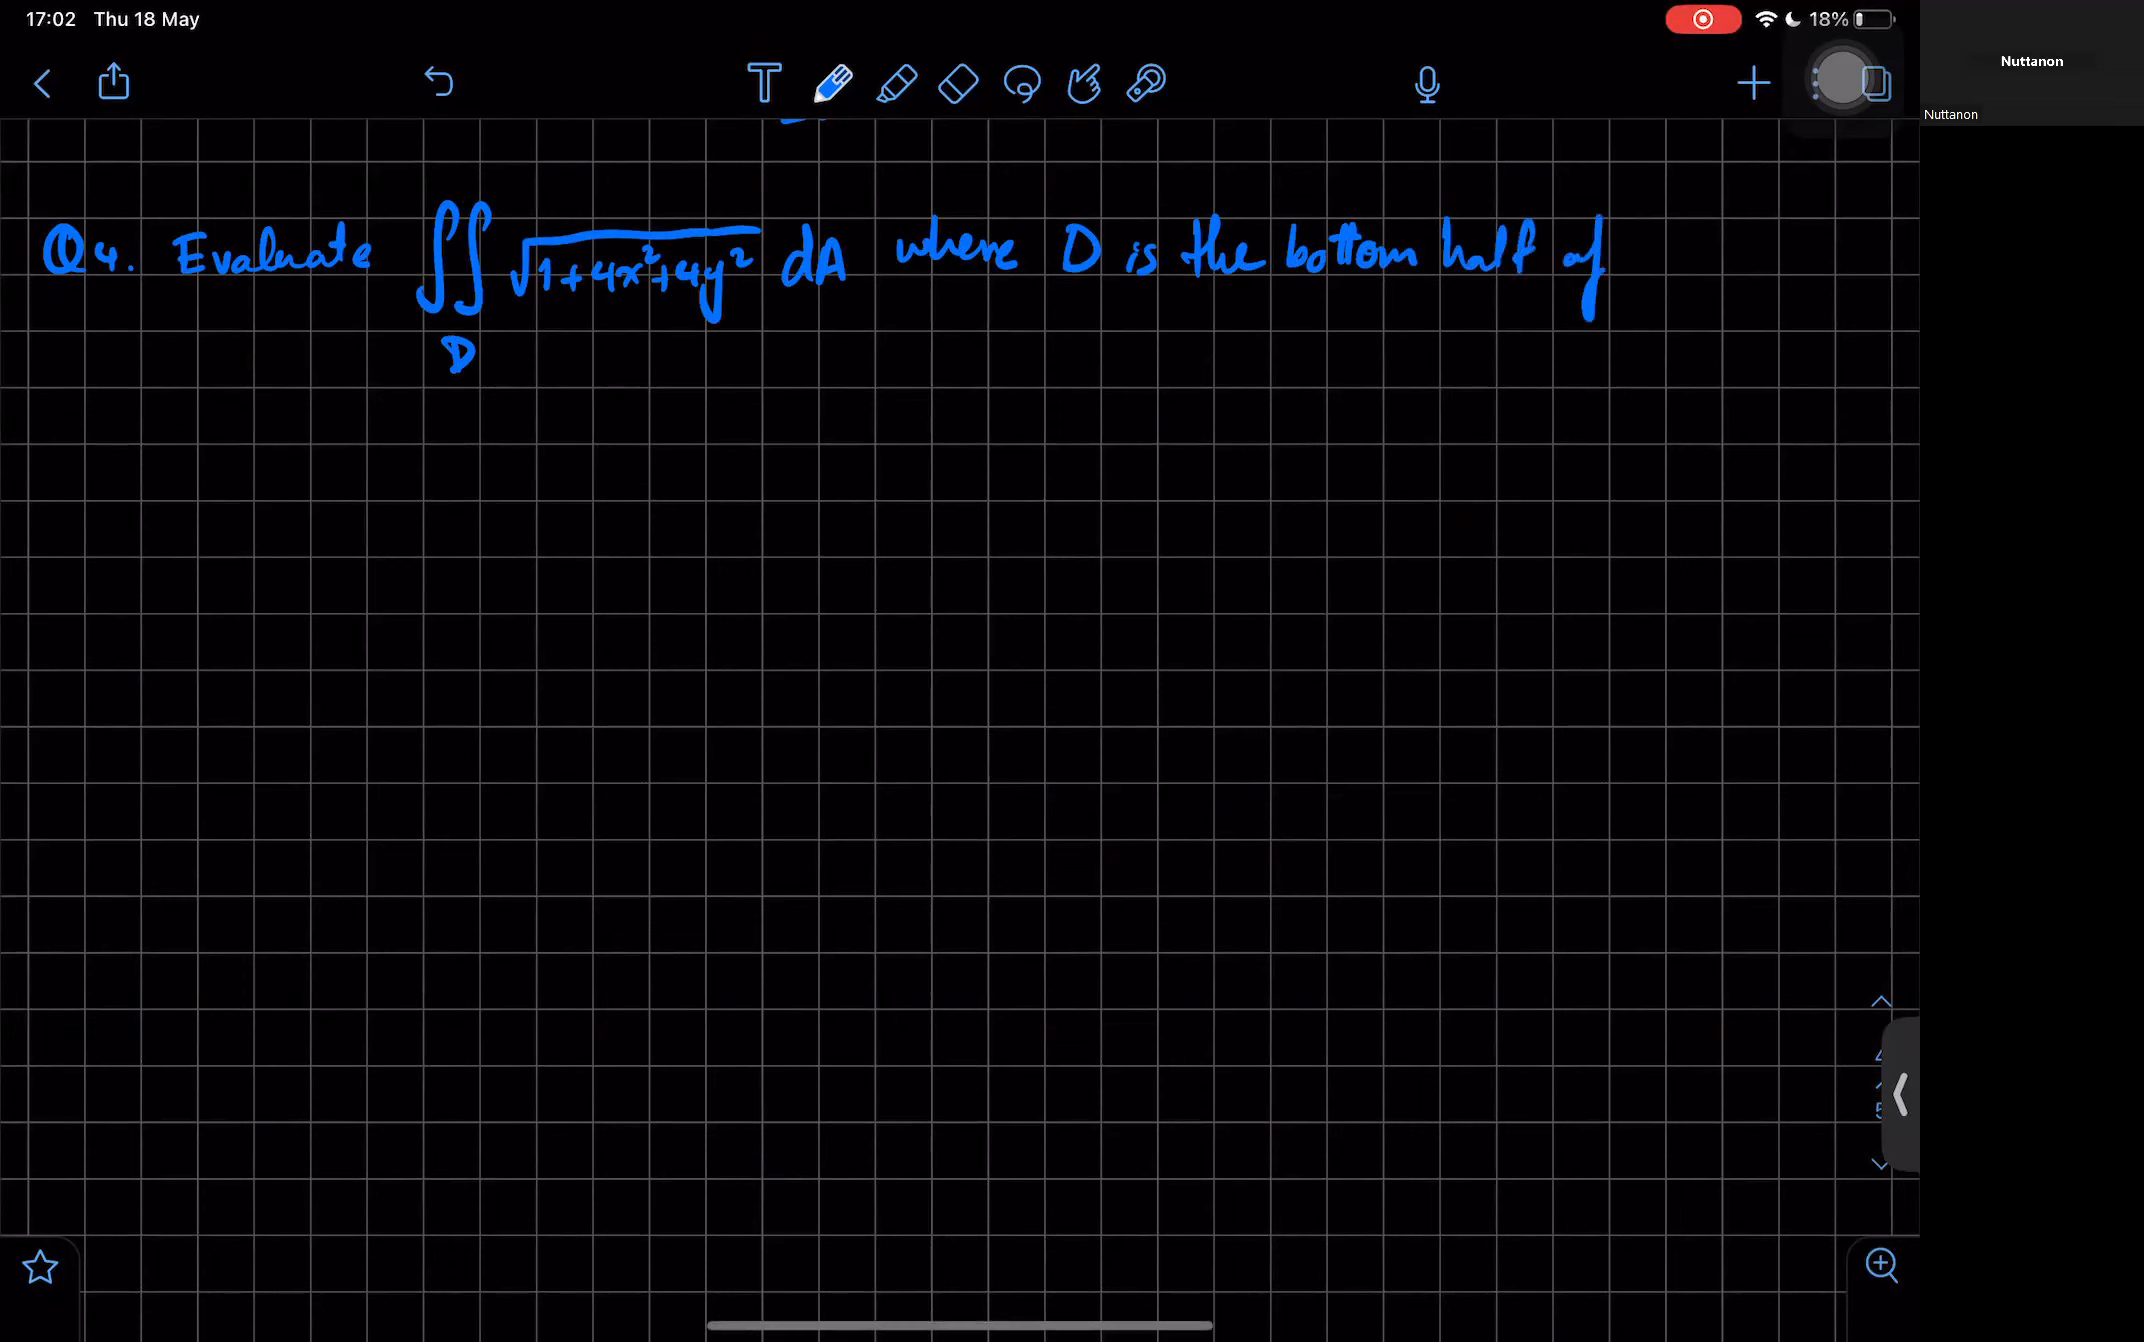 17:02 Thu 18 May
18%
Nuttanon
Nuttanon
Q4. Evaluate ∬ √1+4x²+4y² dA where D is the bottom half of
D